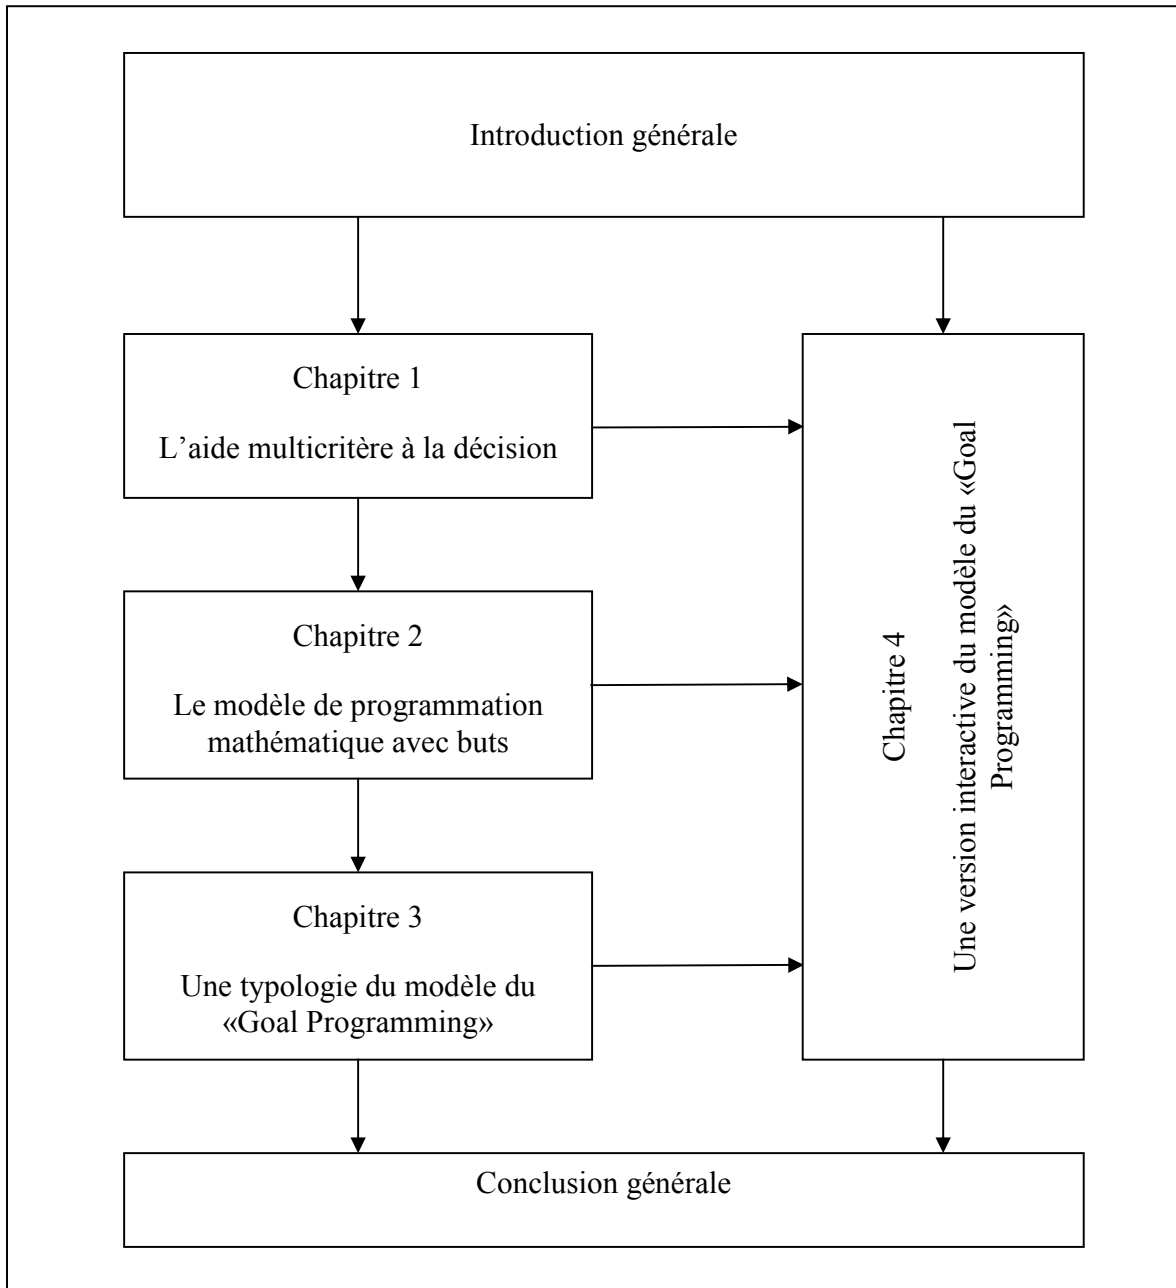 Introduction générale
Chapitre 1
L’aide multicritère à la décision
Chapitre 2
Le modèle de programmation
mathématique avec buts
Chapitre 3
Une typologie du modèle du
«Goal Programming»
Chapitre 4
Une version interactive du modèle du «Goal
Programming»
Conclusion générale